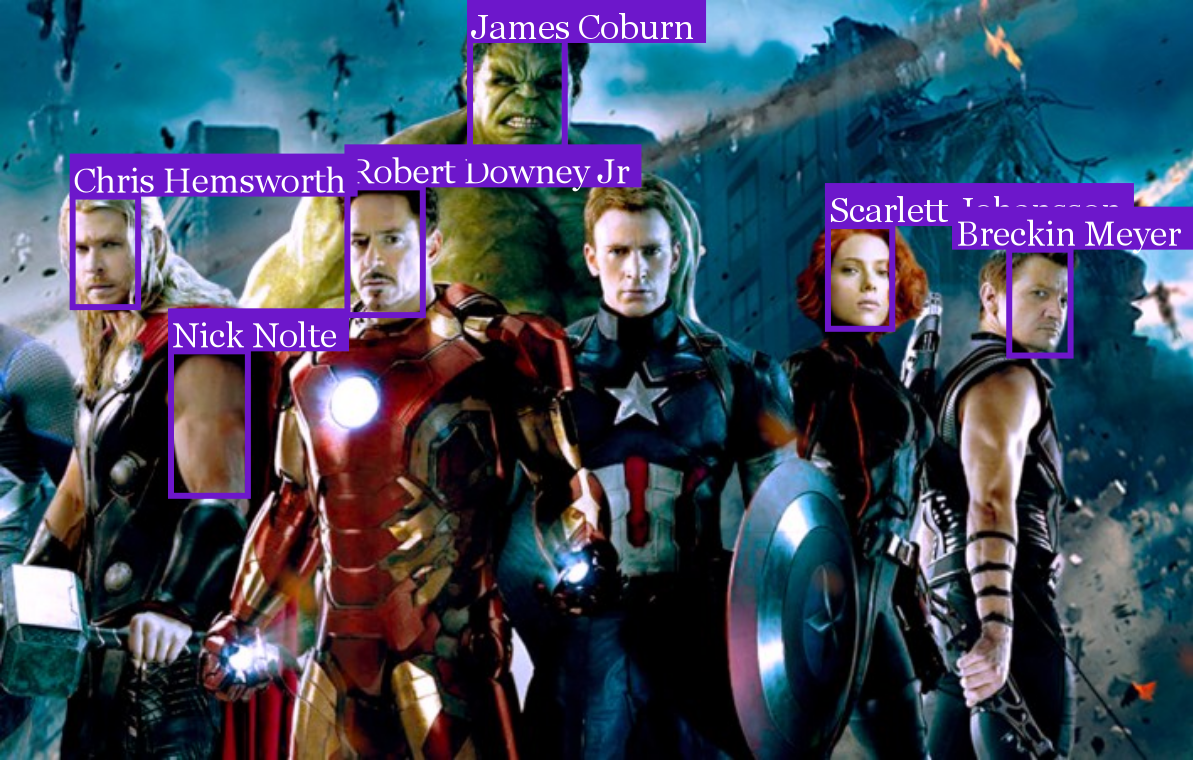 James Coburn
Chris Hemsworth
Robert Downey Jr
Scarlett
Breckin Meyer
Nick Nolte